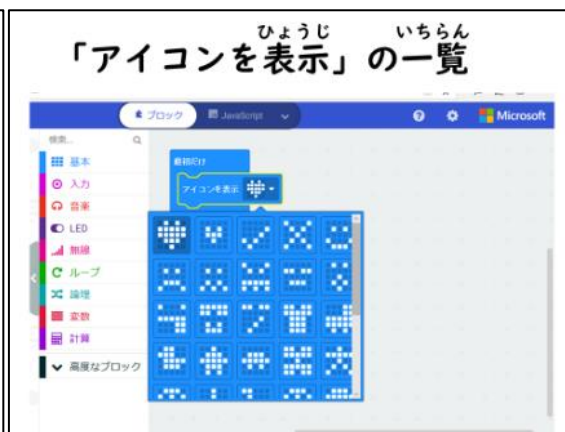 ひょうじ いちらん
「アイコンを表示」の一覧
ブロック JavaScript Microsoft
検索...
基本
入力
音楽
LED
無線
ループ
論理
変数
計算
高度なブロック
最初だけ
アイコンを表示